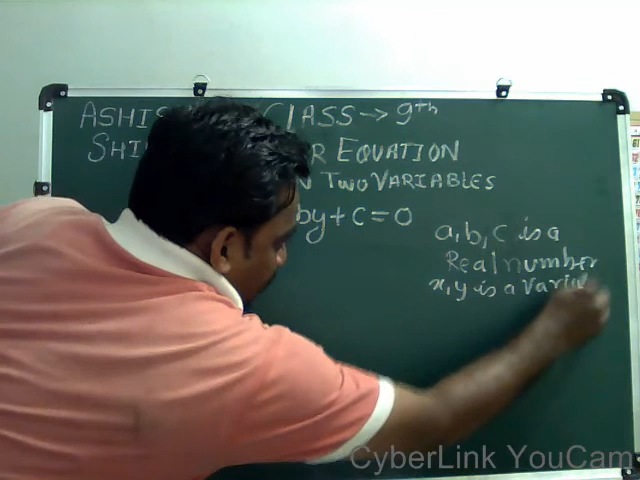 ASHIS CLASS → 9th
SHI R EQUATION
N TWO VARIABLES
by + c = 0
a, b, c is a
Real number
x, y is a Vari
CyberLink YouCam